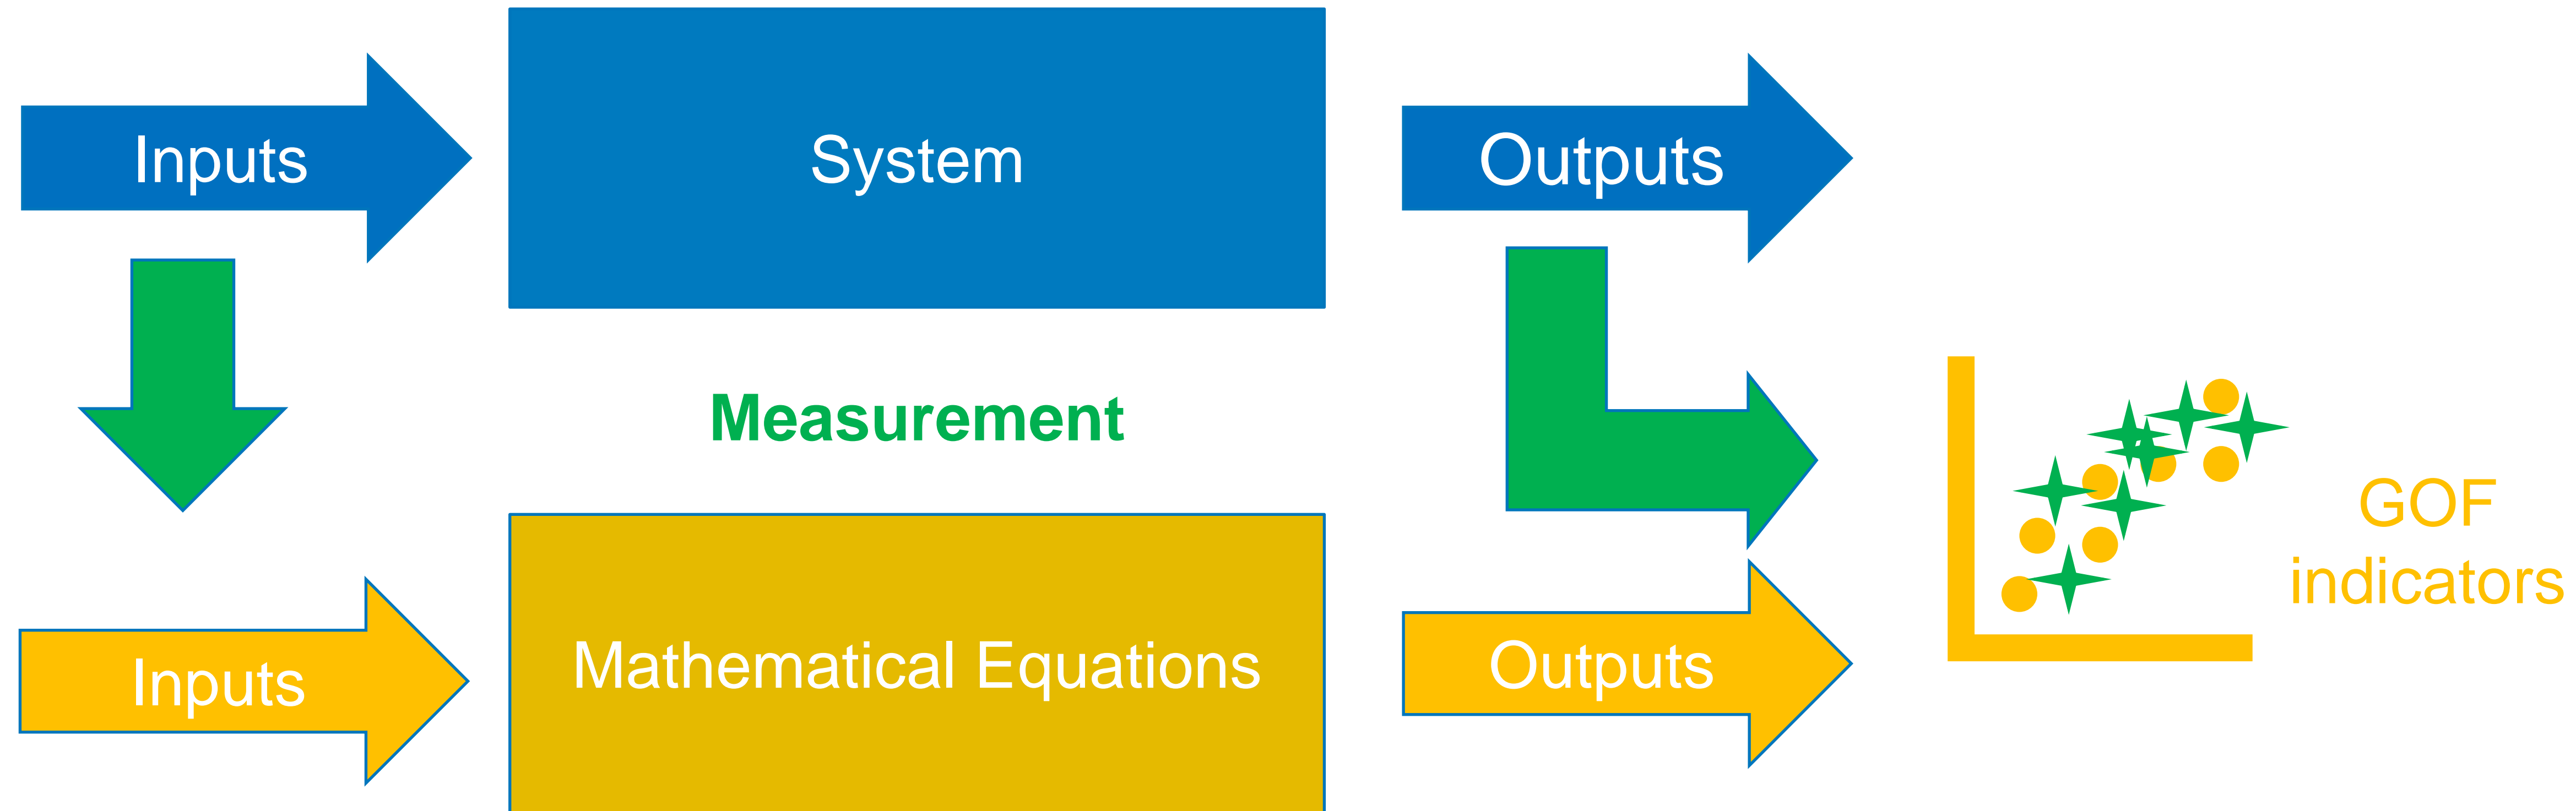 Inputs
System
Outputs
Measurement
GOF
indicators
Inputs
Mathematical Equations
Outputs